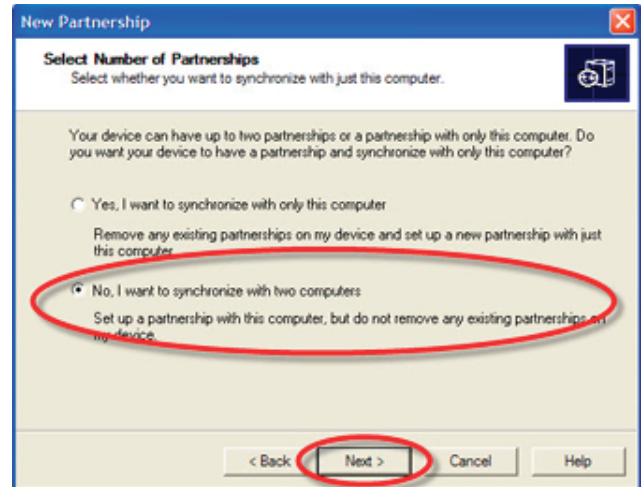 New Partnership
Select Number of Partnerships
Select whether you want to synchronize with just this computer.
Your device can have up to two partnerships or a partnership with only this computer. Do
you want your device to have a partnership and synchronize with only this computer?
Yes, I want to synchronize with only this computer
Remove any existing partnerships on my device and set up a new partnership with just
this computer.
No, I want to synchronize with two computers
Set up a partnership with this computer, but do not remove any existing partnerships on
my device.
< Back Next > Cancel Help